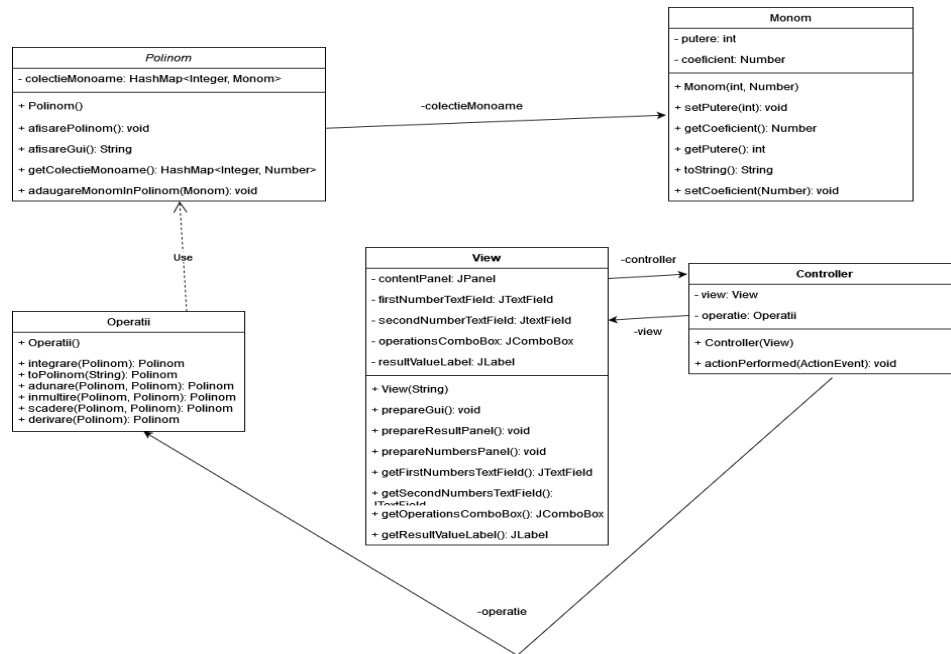 Polinom
- colectieMonoame: HashMap<Integer, Monom>
+ Polinom()
+ afisarePolinom(): void
+ afisareGui(): String
+ getColectieMonoame(): HashMap<Integer, Number>
+ adaugareMonomInPolinom(Monom): void
-colectieMonoame
Monom
- putere: int
- coeficient: Number
+ Monom(int, Number)
+ setPutere(int): void
+ getCoeficient(): Number
+ getPutere(): int
+ toString(): String
+ setCoeficient(Number): void
Use
Operatii
+ Operatii()
+ integrare(Polinom): Polinom
+ toPolinom(String): Polinom
+ adunare(Polinom, Polinom): Polinom
+ inmultire(Polinom, Polinom): Polinom
+ scadere(Polinom, Polinom): Polinom
+ derivare(Polinom): Polinom
View
- contentPanel: JPanel
- firstNumberTextField: JTextField
- secondNumberTextField: JtextField
- operationsComboBox: JComboBox
- resultValueLabel: JLabel
+ View(String)
+ prepareGui(): void
+ prepareResultPanel(): void
+ prepareNumbersPanel(): void
+ getFirstNumbersTextField(): JTextField
+ getSecondNumbersTextField():
JTextField
+ getOperationsComboBox(): JComboBox
+ getResultValueLabel(): JLabel
-controller
-view
Controller
- view: View
- operatie: Operatii
+ Controller(View)
+ actionPerformed(ActionEvent): void
-operatie